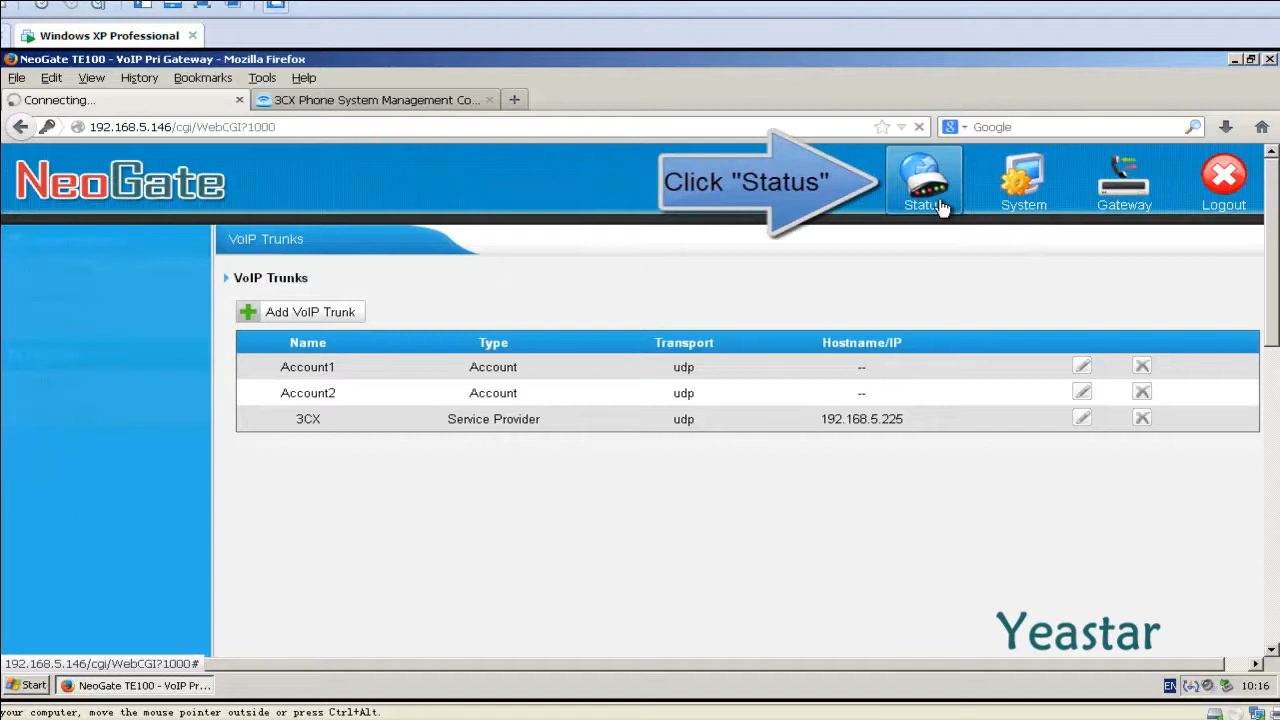 Windows XP Professional
NeoGate TE100 - VoIP Pri Gateway - Mozilla Firefox
File Edit View History Bookmarks Tools Help
Connecting... 3CX Phone System Management Co...
192.168.5.146/cgi/WebCGI?1000 Google
NeoGate
Click "Status"
Status System Gateway Logout
VoIP Trunks
VoIP Trunks
Add VoIP Trunk
Name Type Transport Hostname/IP
Account1 Account udp --
Account2 Account udp --
3CX Service Provider udp 192.168.5.225
Yeastar
192.168.5.146/cgi/WebCGI?1000#
Start NeoGate TE100 - VoIP Pr... EN 10:16
your computer, move the mouse pointer outside or press Ctrl+Alt.